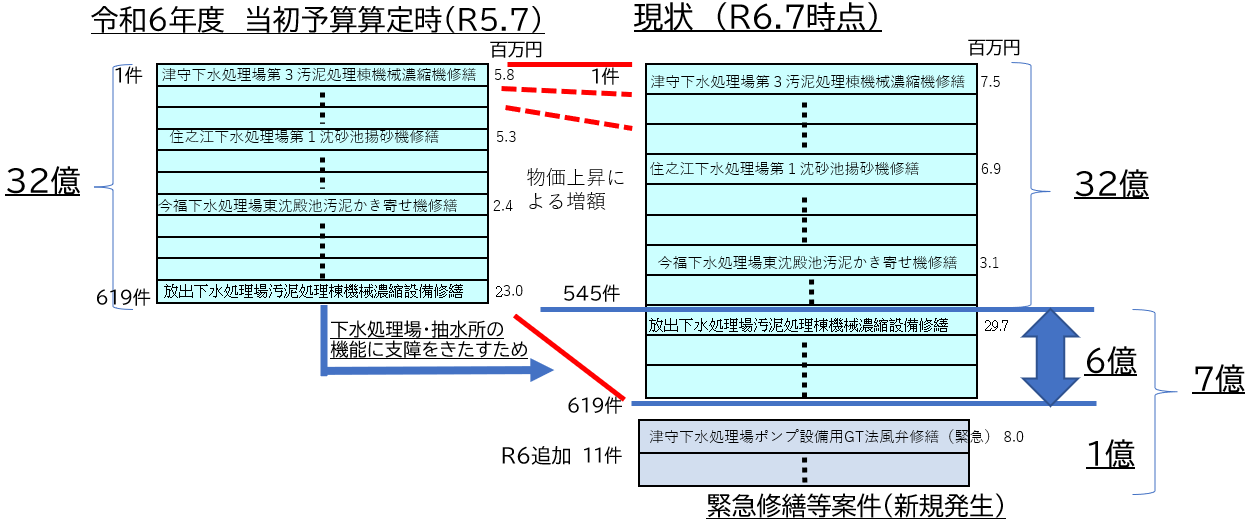 令和6年度　当初予算算定時(R5.7)
百万円
1件
津守下水処理場第３汚泥処理棟機械濃縮機修繕 5.8
住之江下水処理場第１沈砂池揚砂機修繕 5.3
32億
今福下水処理場東沈殿池汚泥かき寄せ機修繕 2.4
619件
放出下水処理場汚泥処理棟機械濃縮設備修繕 23.0
下水処理場・抽水所の
機能に支障をきたすため
物価上昇に
よる増額
現状　(R6.7時点)
百万円
1件
津守下水処理場第３汚泥処理棟機械濃縮機修繕 7.5
住之江下水処理場第１沈砂池揚砂機修繕 6.9
32億
今福下水処理場東沈殿池汚泥かき寄せ機修繕 3.1
545件
放出下水処理場汚泥処理棟機械濃縮設備修繕 29.7
6億
7億
619件
津守下水処理場ポンプ設備用GT法風弁修繕（緊急） 8.0
R6追加 11件
1億
緊急修繕等案件(新規発生)